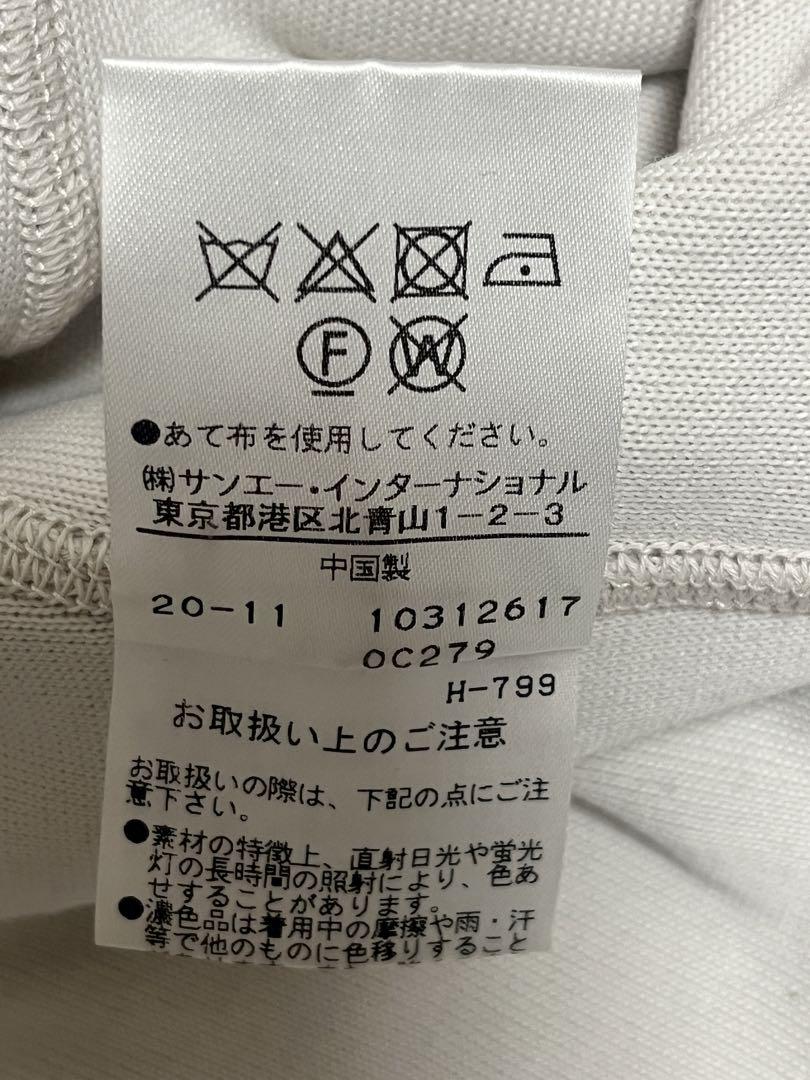 F W
●あて布を使用してください。
㈱サンエー・インターナショナル
東京都港区北青山1-2-3
中国製
20-11 10312617
0C279
H-799
お取扱い上のご注意
お取扱いの際は、下記の点にご注
意下さい。
●素材の特徴上、直射日光や蛍光
灯の長時間の照射により、色あ
せすることがあります。
●濃色品は着用中の摩擦や雨・汗
等で他のものに色移りすること